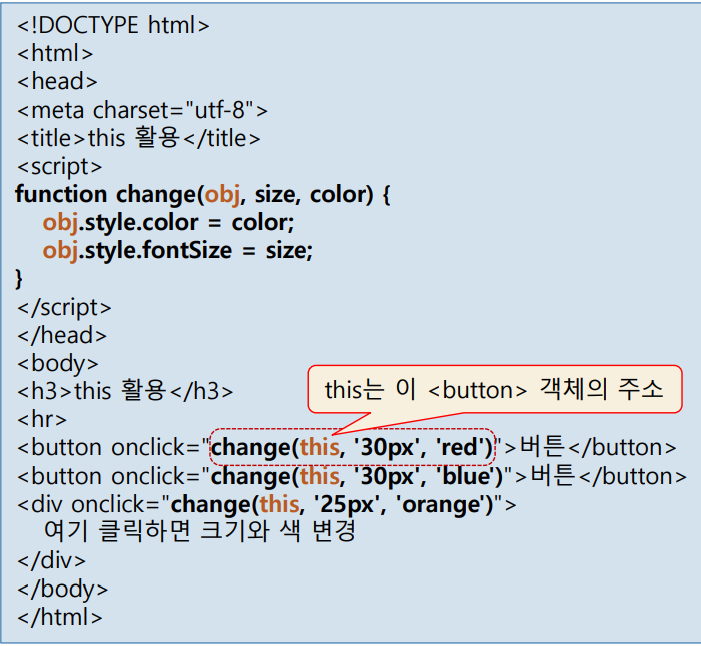 <!DOCTYPE html>
<html>
<head>
<meta charset="utf-8">
<title>this 활용</title>
<script>
function change(obj, size, color) {
    obj.style.color = color;
    obj.style.fontSize = size;
}
</script>
</head>
<body>
<h3>this 활용</h3>
this는 이 <button> 객체의 주소
<hr>
<button onclick="change(this, '30px', 'red')">버튼</button>
<button onclick="change(this, '30px', 'blue')">버튼</button>
<div onclick="change(this, '25px', 'orange')">
    여기 클릭하면 크기와 색 변경
</div>
</body>
</html>